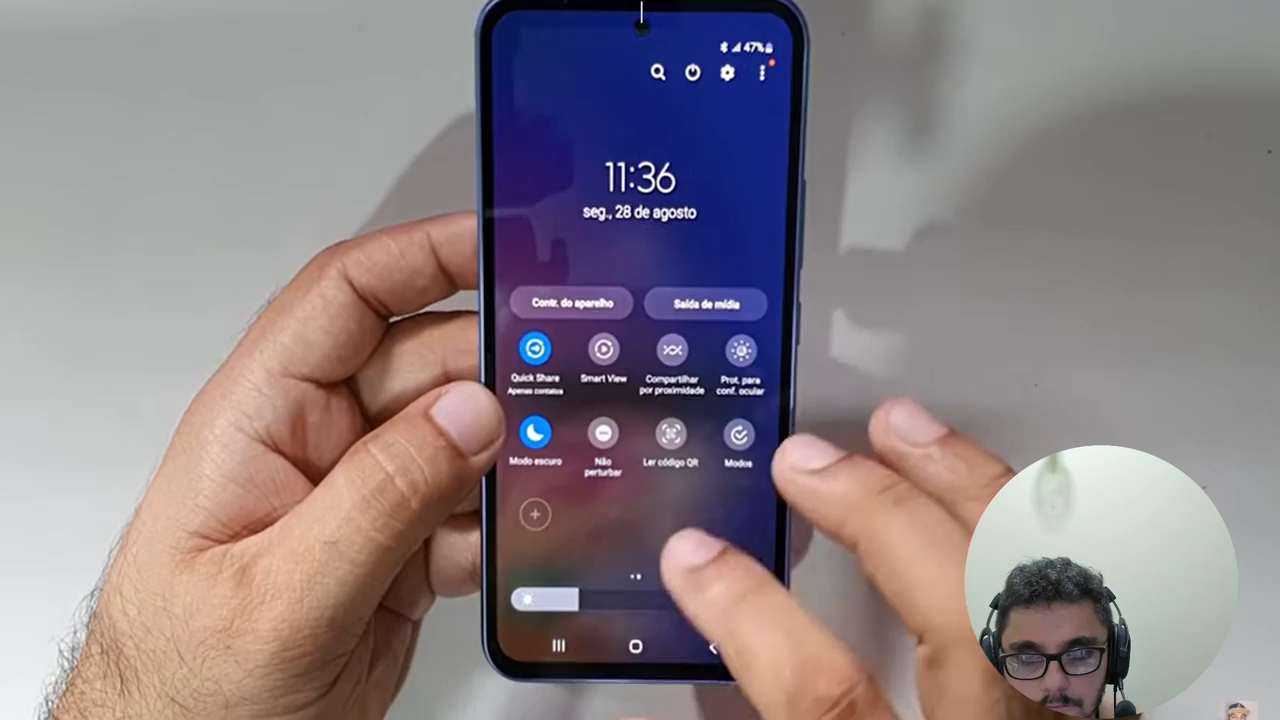 47%
11:36
seg., 28 de agosto
Contr. do aparelho
Saída de mídia
Quick Share
Apenas contatos
Smart View
Compartilhar
por proximidade
Prot. para
conf. ocular
Modo escuro
Não
perturbar
Ler código QR
Modos